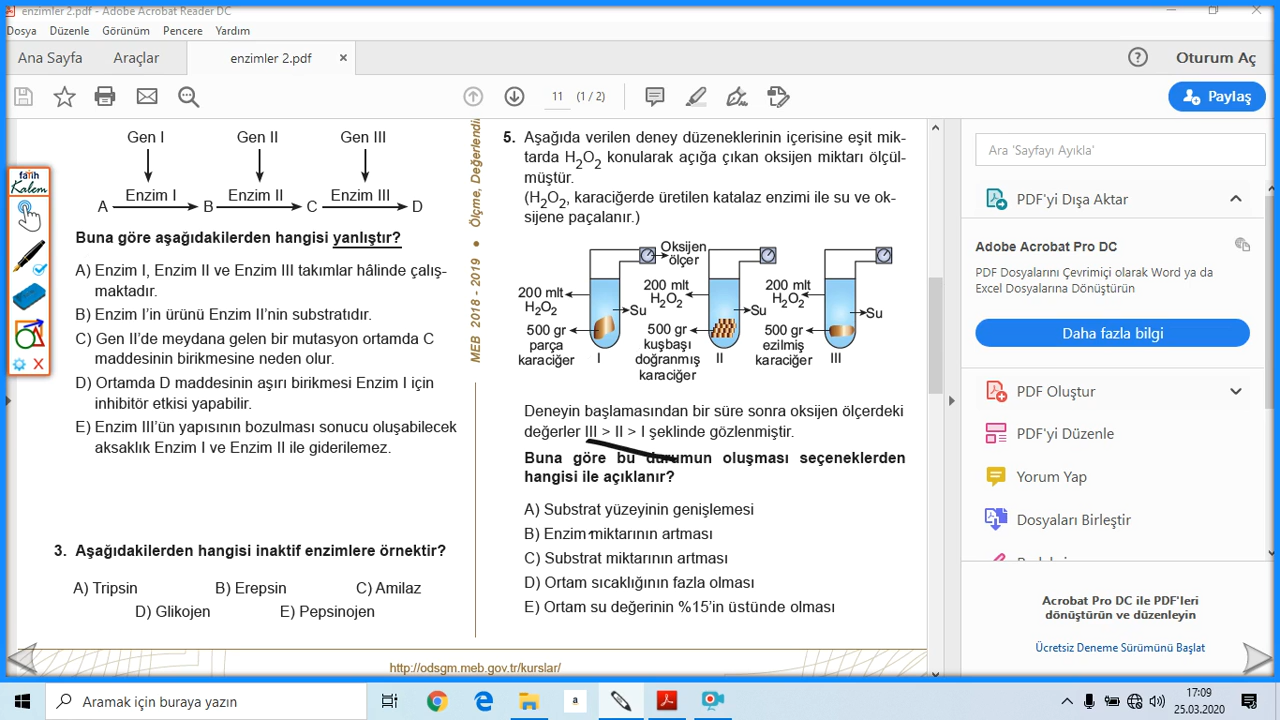 enzimler 2.pdf - Adobe Acrobat Reader DC
Dosya Düzenle Görünüm Pencere Yardım
Ana Sayfa Araçlar enzimler 2.pdf × Oturum Aç
11 (1 / 2) Paylaş
fatih
Kalem
Gen I Gen II Gen III
Enzim I Enzim II Enzim III
A B C D
Buna göre aşağıdakilerden hangisi yanlıştır?
A) Enzim I, Enzim II ve Enzim III takımlar hâlinde çalış-
maktadır.
B) Enzim I’in ürünü Enzim II’nin substratıdır.
C) Gen II’de meydana gelen bir mutasyon ortamda C
maddesinin birikmesine neden olur.
D) Ortamda D maddesinin aşırı birikmesi Enzim I için
inhibitör etkisi yapabilir.
E) Enzim III’ün yapısının bozulması sonucu oluşabilecek
aksaklık Enzim I ve Enzim II ile giderilemez.
3. Aşağıdakilerden hangisi inaktif enzimlere örnektir?
A) Tripsin B) Erepsin C) Amilaz
D) Glikojen E) Pepsinojen
MEB 2018 - 2019 ● Ölçme, Değerlendi
5. Aşağıda verilen deney düzeneklerinin içerisine eşit mik-
tarda H2O2 konularak açığa çıkan oksijen miktarı ölçül-
müştür.
(H2O2, karaciğerde üretilen katalaz enzimi ile su ve ok-
sijene paçalanır.)
Oksijen
ölçer
200 mlt 200 mlt 200 mlt
H2O2 H2O2 H2O2
Su Su Su
500 gr 500 gr 500 gr
parça kuşbaşı ezilmiş
karaciğer doğranmış karaciğer
karaciğer
I II III
Deneyin başlamasından bir süre sonra oksijen ölçerdeki
değerler III > II > I şeklinde gözlenmiştir.
Buna göre bu durumun oluşması seçeneklerden
hangisi ile açıklanır?
A) Substrat yüzeyinin genişlemesi
B) Enzim miktarının artması
C) Substrat miktarının artması
D) Ortam sıcaklığının fazla olması
E) Ortam su değerinin %15’in üstünde olması
http://odsgm.meb.gov.tr/kurslar/
Ara 'Sayfayı Ayıkla'
PDF'yi Dışa Aktar
Adobe Acrobat Pro DC
PDF Dosyalarını Çevrimiçi olarak Word ya da
Excel Dosyalarına Dönüştürün
Daha fazla bilgi
PDF Oluştur
PDF'yi Düzenle
Yorum Yap
Dosyaları Birleştir
Acrobat Pro DC ile PDF'leri
dönüştürün ve düzenleyin
Ücretsiz Deneme Sürümünü Başlat
Aramak için buraya yazın
a
17:09
25.03.2020